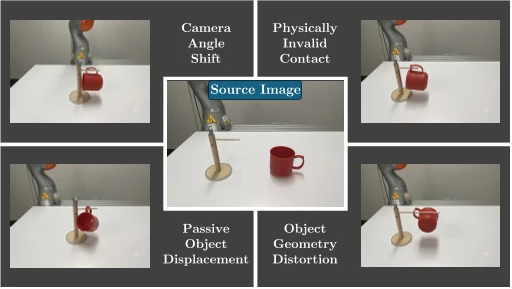 Camera
Angle
Shift
Physically
Invalid
Contact
Source Image
Passive
Object
Displacement
Object
Geometry
Distortion